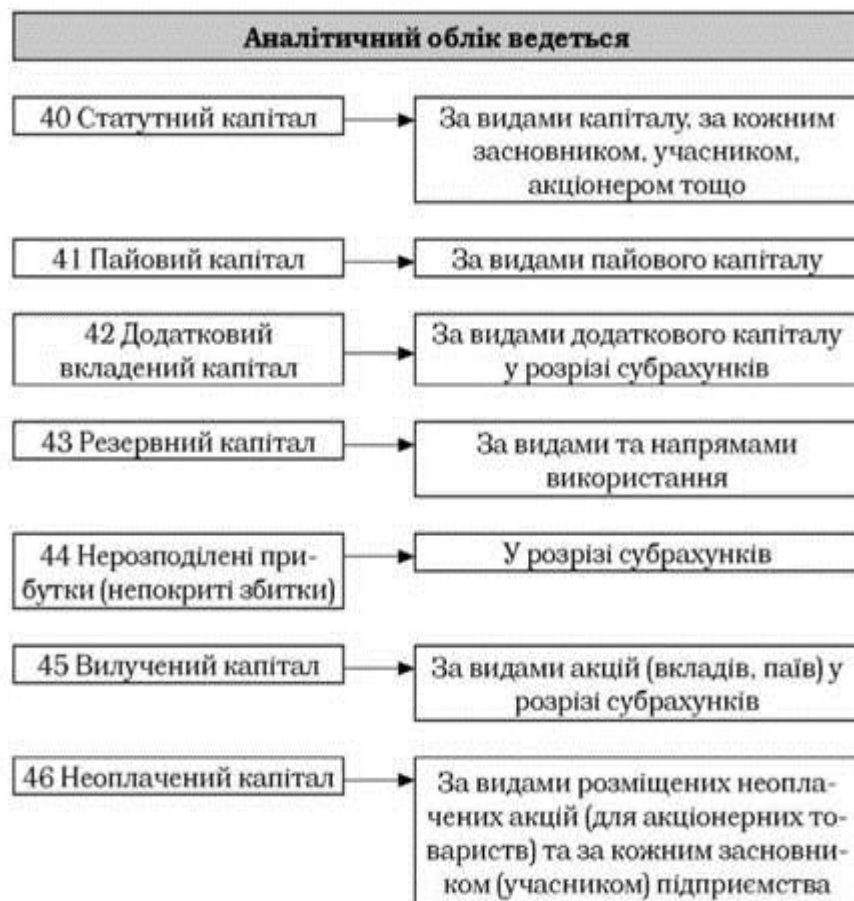 Аналітичний облік ведеться
40 Статутний капітал
За видами капіталу, за кожним
засновником, учасником,
акціонером тощо
41 Пайовий капітал
За видами пайового капіталу
42 Додатковий
вкладений капітал
За видами додаткового капіталу
у розрізі субрахунків
43 Резервний капітал
За видами та напрямами
використання
44 Нерозподілені при-
бутки (непокриті збитки)
У розрізі субрахунків
45 Вилучений капітал
За видами акцій (вкладів, паїв) у
розрізі субрахунків
46 Неоплачений капітал
За видами розміщених неопла-
чених акцій (для акціонерних то-
вариств) та за кожним засновни-
ком (учасником) підприємства